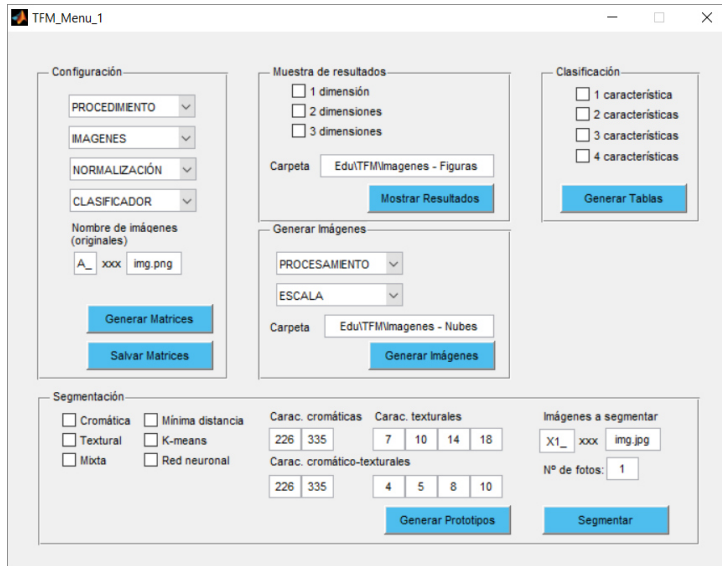 TFM_Menu_1
Configuración
PROCEDIMIENTO
IMAGENES
NORMALIZACIÓN
CLASIFICADOR
Nombre de imágenes
(originales)
A_ xxx img.png
Generar Matrices
Salvar Matrices
Muestra de resultados
1 dimensión
2 dimensiones
3 dimensiones
Carpeta Edu\TFM\Imagenes - Figuras
Mostrar Resultados
Generar Imágenes
PROCESAMIENTO
ESCALA
Carpeta Edu\TFM\Imagenes - Nubes
Generar Imágenes
Clasificación
1 característica
2 características
3 características
4 características
Generar Tablas
Segmentación
Cromática Mínima distancia
Textural K-means
Mixta Red neuronal
Carac. cromáticas Carac. texturales
226 335 7 10 14 18
Carac. cromático-texturales
226 335 4 5 8 10
Generar Prototipos
Imágenes a segmentar
X1_ xxx img.jpg
Nº de fotos: 1
Segmentar